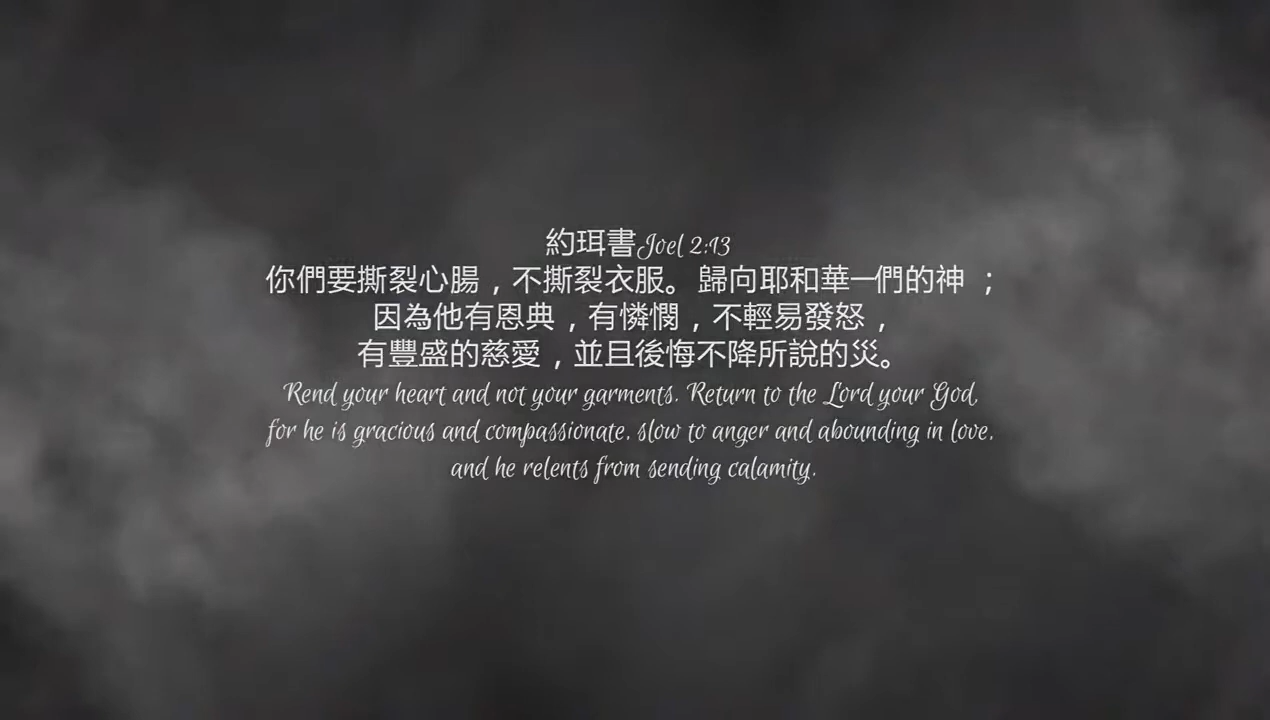 約珥書Joel 2:13
你們要撕裂心腸，不撕裂衣服。歸向耶和華─們的神 ；
因為他有恩典，有憐憫，不輕易發怒，
有豐盛的慈愛，並且後悔不降所說的災。
Rend your heart and not your garments. Return to the Lord your God,
for he is gracious and compassionate, slow to anger and abounding in love,
and he relents from sending calamity.